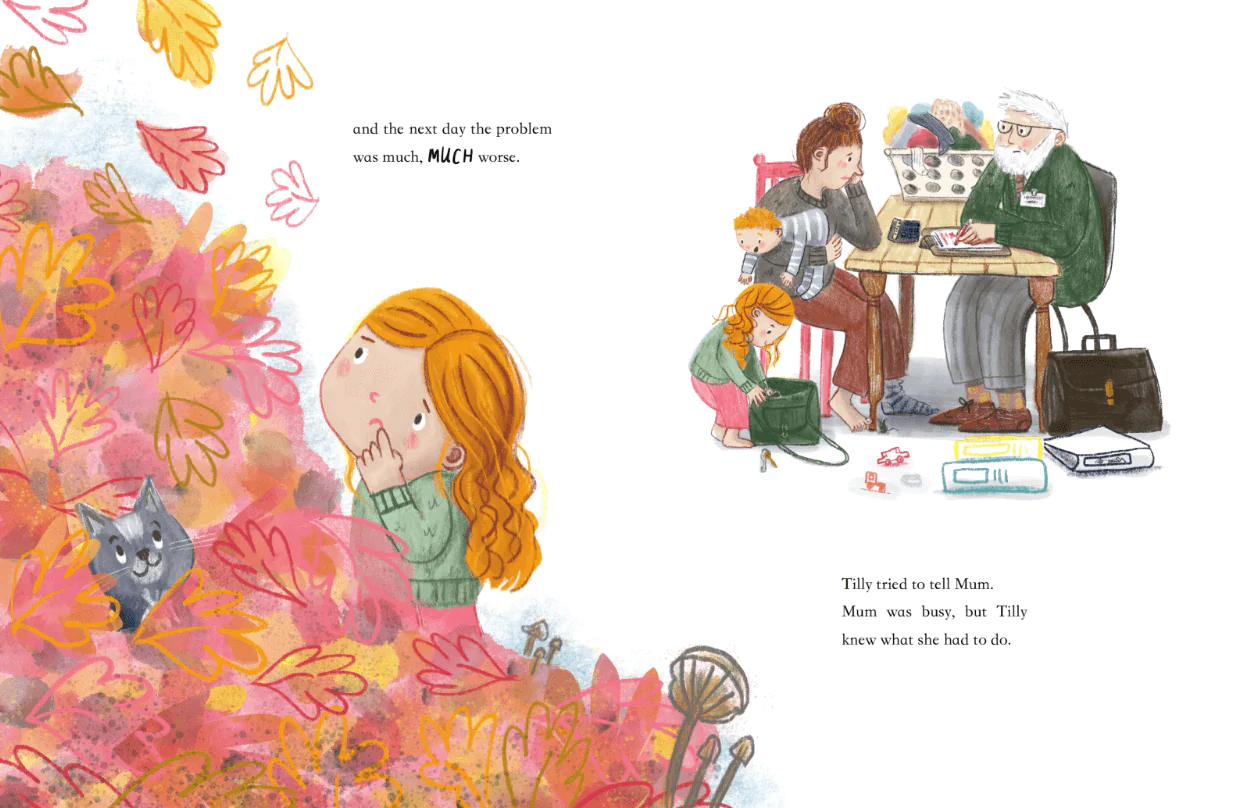 and the next day the problem
was much, MUCH worse.
Tilly tried to tell Mum.
Mum was busy, but Tilly
knew what she had to do.